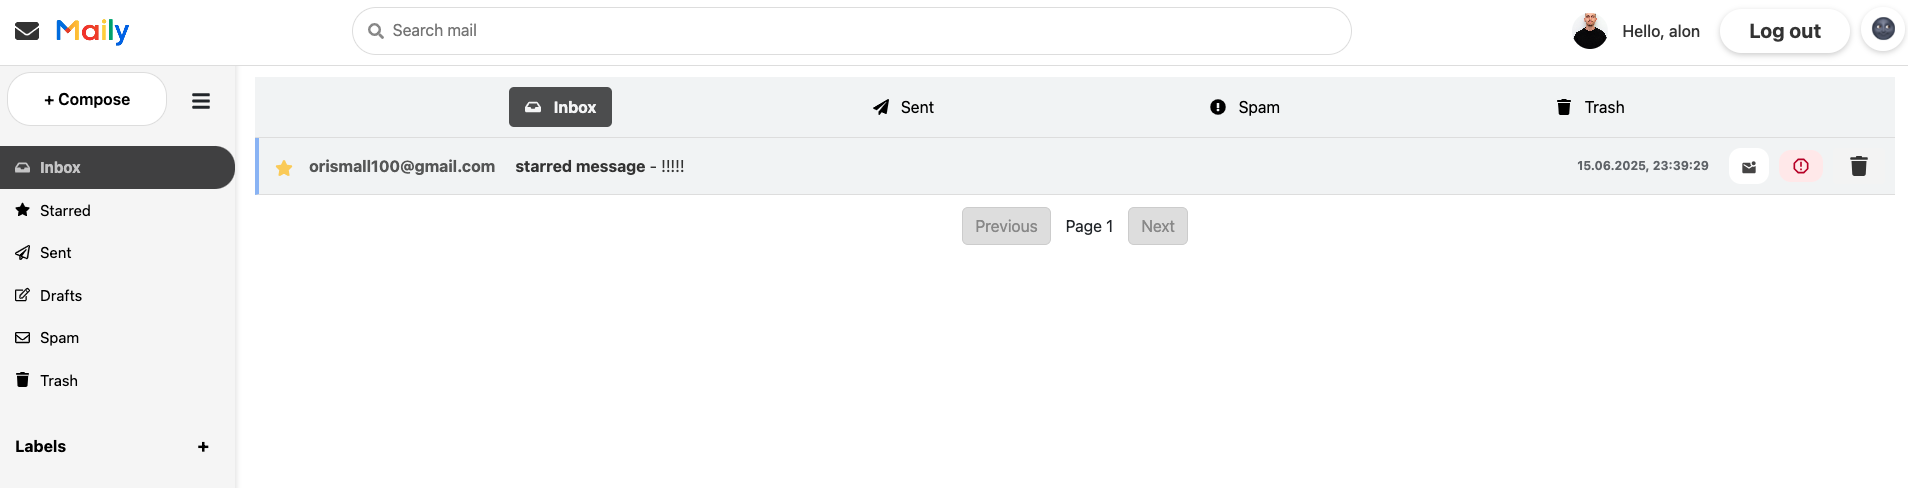 Maily
Search mail
Hello, alon
Log out
+ Compose
Inbox
Starred
Sent
Drafts
Spam
Trash
Labels +
Inbox Sent Spam Trash
orismall100@gmail.com starred message - !!!!! 15.06.2025, 23:39:29
Previous Page 1 Next